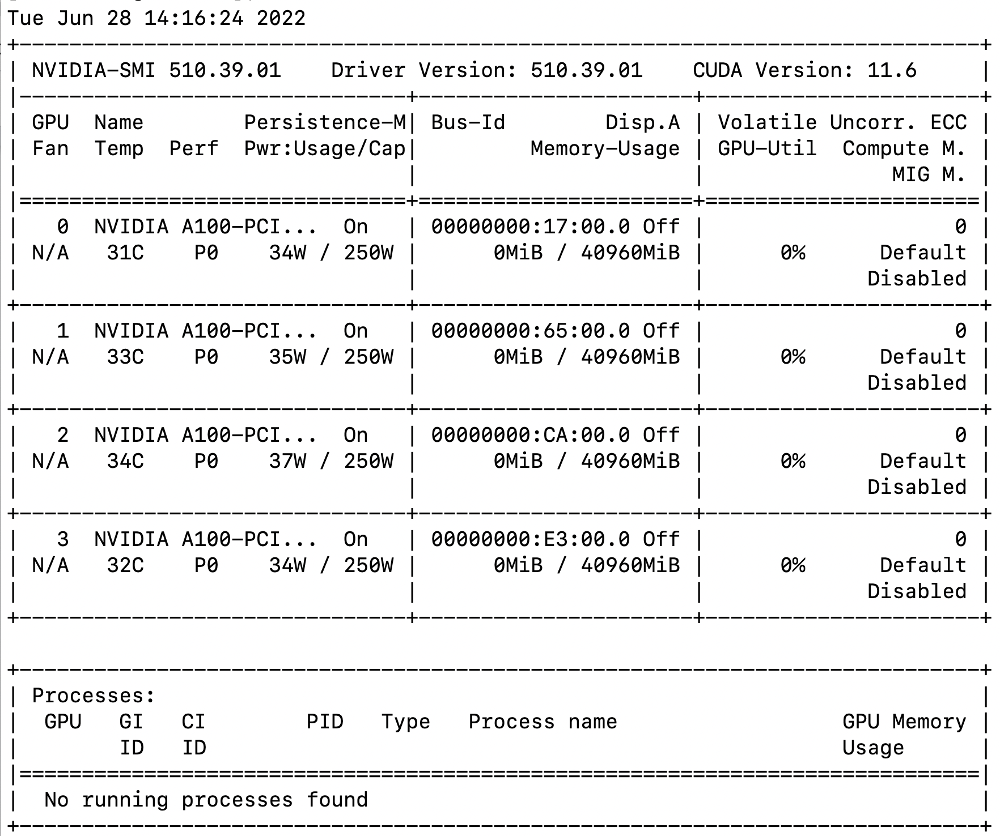 Tue Jun 28 14:16:24 2022
+-----------------------------------------------------------------------------+
| NVIDIA-SMI 510.39.01    Driver Version: 510.39.01    CUDA Version: 11.6     |
|-------------------------------+----------------------+----------------------+
| GPU  Name        Persistence-M| Bus-Id        Disp.A | Volatile Uncorr. ECC |
| Fan  Temp  Perf  Pwr:Usage/Cap|         Memory-Usage | GPU-Util  Compute M. |
|                               |                      |               MIG M. |
|===============================+======================+======================|
|   0  NVIDIA A100-PCI...  On   | 00000000:17:00.0 Off |                    0 |
| N/A   31C    P0    34W / 250W |      0MiB / 40960MiB |      0%      Default |
|                               |                      |             Disabled |
+-------------------------------+----------------------+----------------------+
|   1  NVIDIA A100-PCI...  On   | 00000000:65:00.0 Off |                    0 |
| N/A   33C    P0    35W / 250W |      0MiB / 40960MiB |      0%      Default |
|                               |                      |             Disabled |
+-------------------------------+----------------------+----------------------+
|   2  NVIDIA A100-PCI...  On   | 00000000:CA:00.0 Off |                    0 |
| N/A   34C    P0    37W / 250W |      0MiB / 40960MiB |      0%      Default |
|                               |                      |             Disabled |
+-------------------------------+----------------------+----------------------+
|   3  NVIDIA A100-PCI...  On   | 00000000:E3:00.0 Off |                    0 |
| N/A   32C    P0    34W / 250W |      0MiB / 40960MiB |      0%      Default |
|                               |                      |             Disabled |
+-------------------------------+----------------------+----------------------+

+-----------------------------------------------------------------------------+
| Processes:                                                                  |
|  GPU   GI   CI        PID   Type   Process name                  GPU Memory |
|        ID   ID                                                   Usage      |
|=============================================================================|
|  No running processes found                                                 |
+-----------------------------------------------------------------------------+